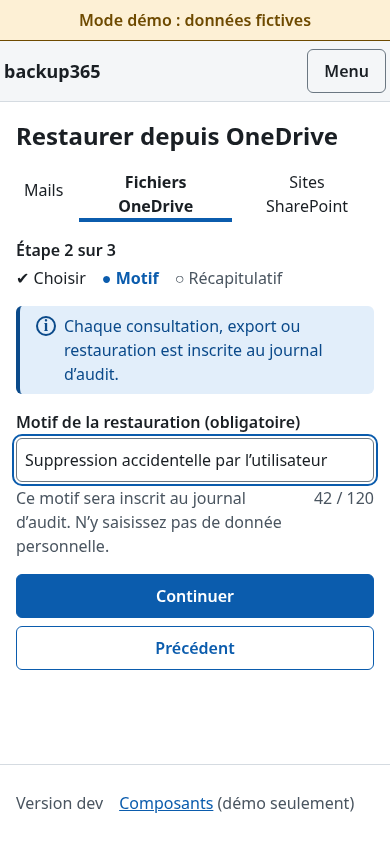 Mode démo : données fictives
backup365
Menu
Restaurer depuis OneDrive
Mails
Fichiers
OneDrive
Sites
SharePoint
Étape 2 sur 3
✔ Choisir ● Motif ○ Récapitulatif
Chaque consultation, export ou
restauration est inscrite au journal
d’audit.
Motif de la restauration (obligatoire)
Suppression accidentelle par l’utilisateur
Ce motif sera inscrit au journal
d’audit. N’y saisissez pas de donnée
personnelle.
42 / 120
Continuer
Précédent
Version dev Composants (démo seulement)